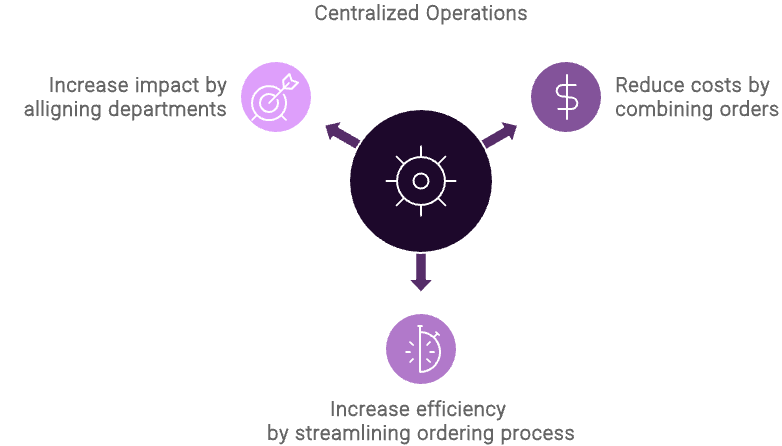 Centralized Operations
Increase impact by
alligning departments
Reduce costs by
combining orders
Increase efficiency
by streamlining ordering process